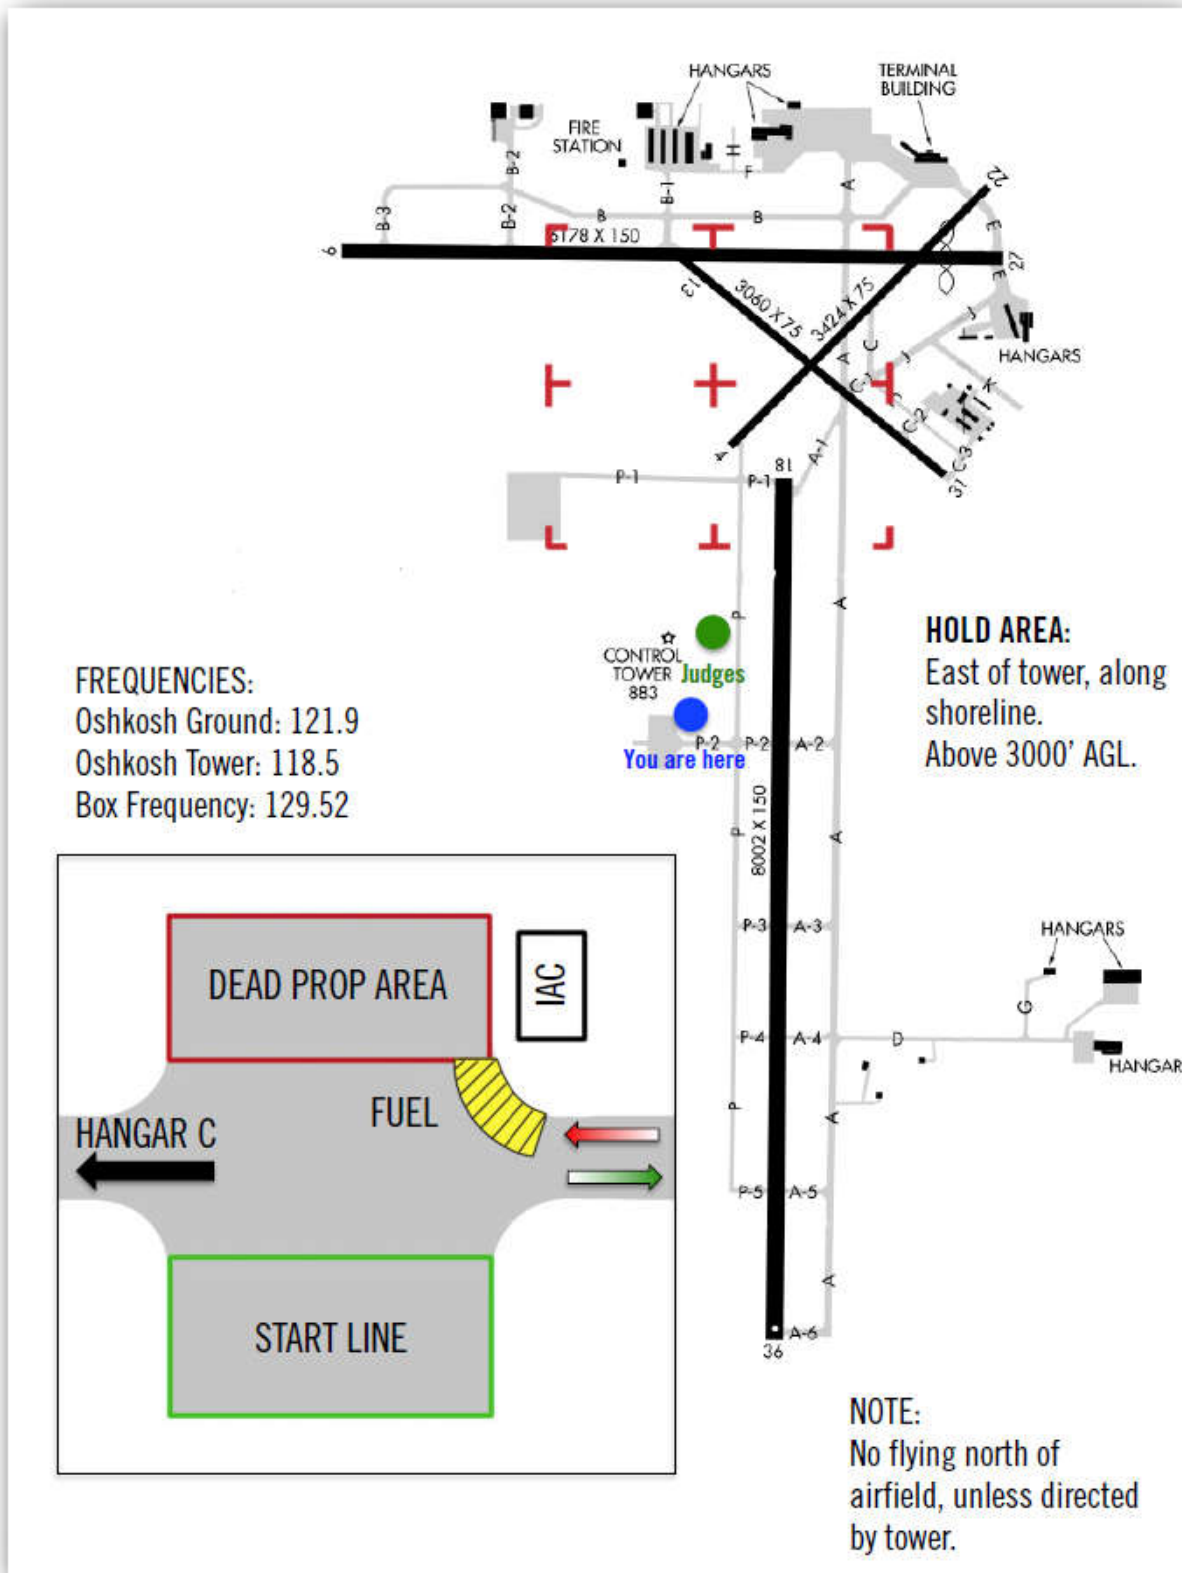 HANGARS
TERMINAL
BUILDING
FIRE
STATION
B-2
H
F
B-1
A
22
B-3
B-2
B
B
E
6178 X 150
9
27
E
13
3060 X 75
3424 X 75
J
A
C
J
HANGARS
C-1
K
C-2
4
A-1
C-3
18
P-1
P-1
31
P
A
CONTROL
TOWER
883
Judges
HOLD AREA:
East of tower, along
shoreline.
Above 3000' AGL.
FREQUENCIES:
Oshkosh Ground: 121.9
Oshkosh Tower: 118.5
Box Frequency: 129.52
P-2
P-2
A-2
You are here
P
8002 X 150
A
P-3
A-3
HANGARS
G
P-4
A-4
D
HANGAR
P
A
P-5
A-5
A
A-6
36
DEAD PROP AREA
IAC
FUEL
HANGAR C
START LINE
NOTE:
No flying north of
airfield, unless directed
by tower.